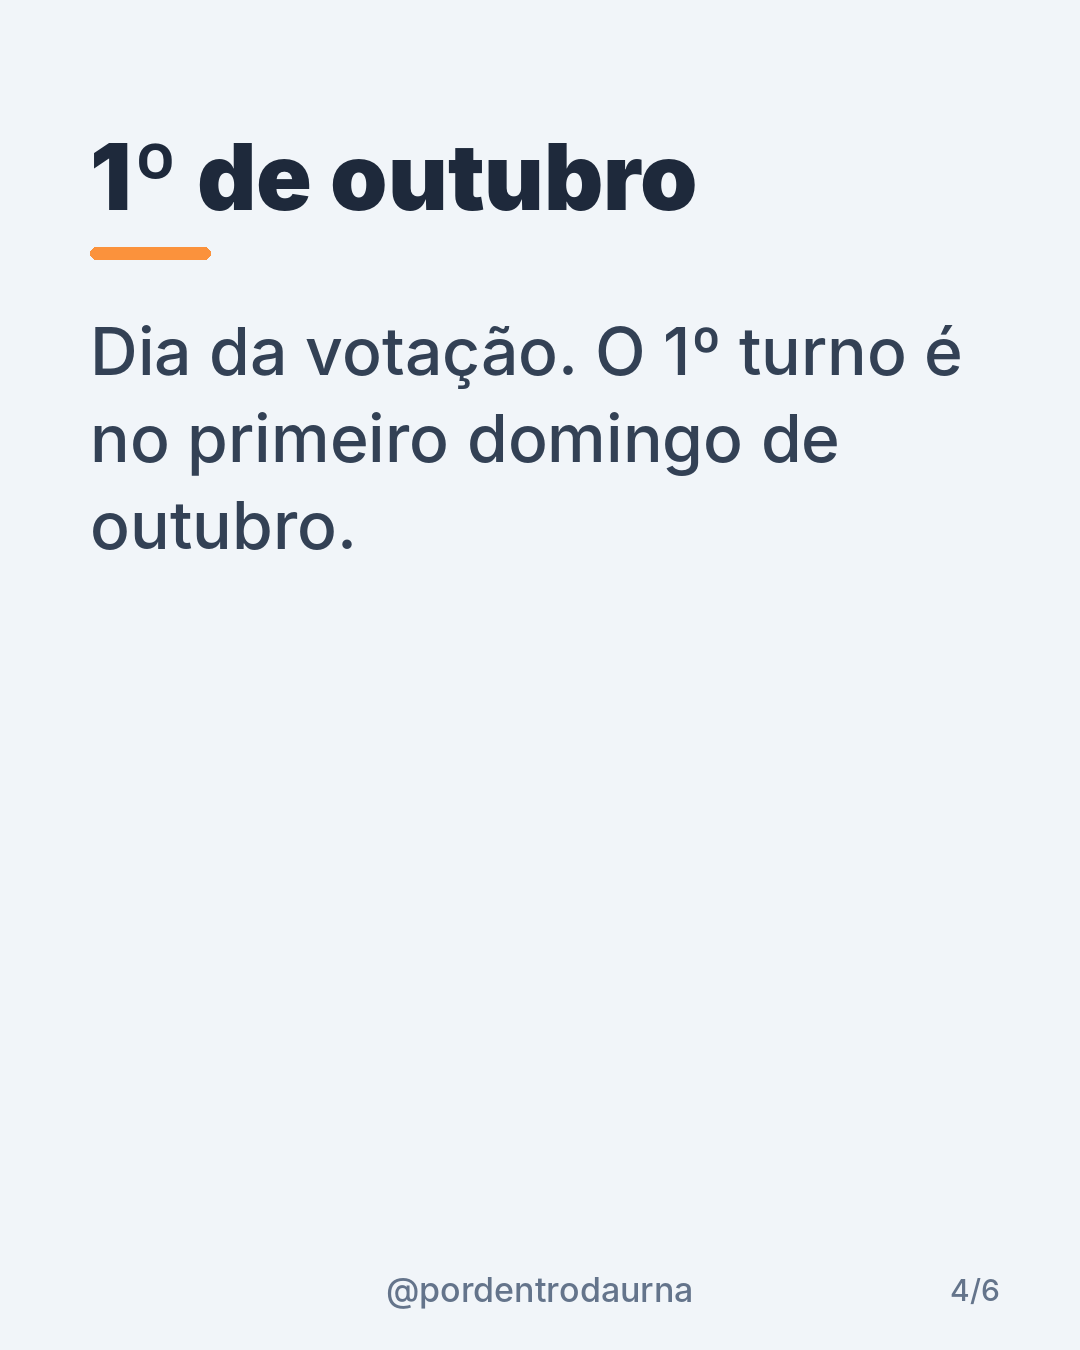 1º de outubro
Dia da votação. O 1º turno é
no primeiro domingo de
outubro.
@pordentrodaurna
4/6